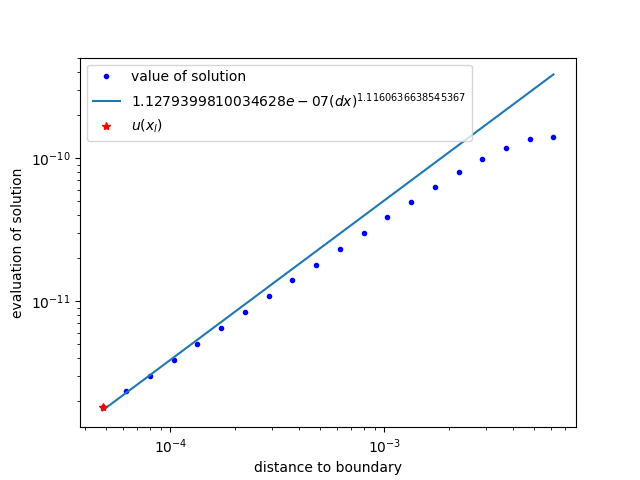 value of solution
1.1279399810034628e − 07(dx)^1.1160636638545367
u(x_l)
10^−10
10^−11
evaluation of solution
10^−4
10^−3
distance to boundary